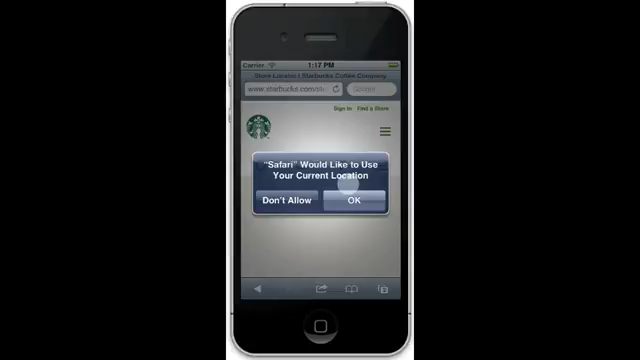 Carrier 1:17 PM
Store Locator | Starbucks Coffee Company
www.starbucks.com/st
Sign In Find a Store
"Safari" Would Like to Use
Your Current Location
Don't Allow OK